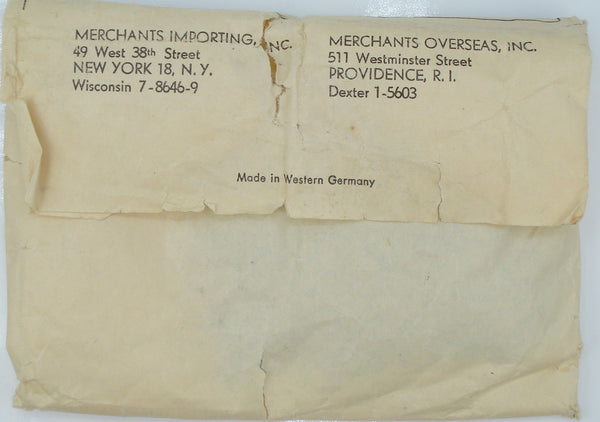 MERCHANTS IMPORTING, INC.
49 West 38th Street
NEW YORK 18, N. Y.
Wisconsin 7-8646-9
MERCHANTS OVERSEAS, INC.
511 Westminster Street
PROVIDENCE, R. I.
Dexter 1-5603
Made in Western Germany